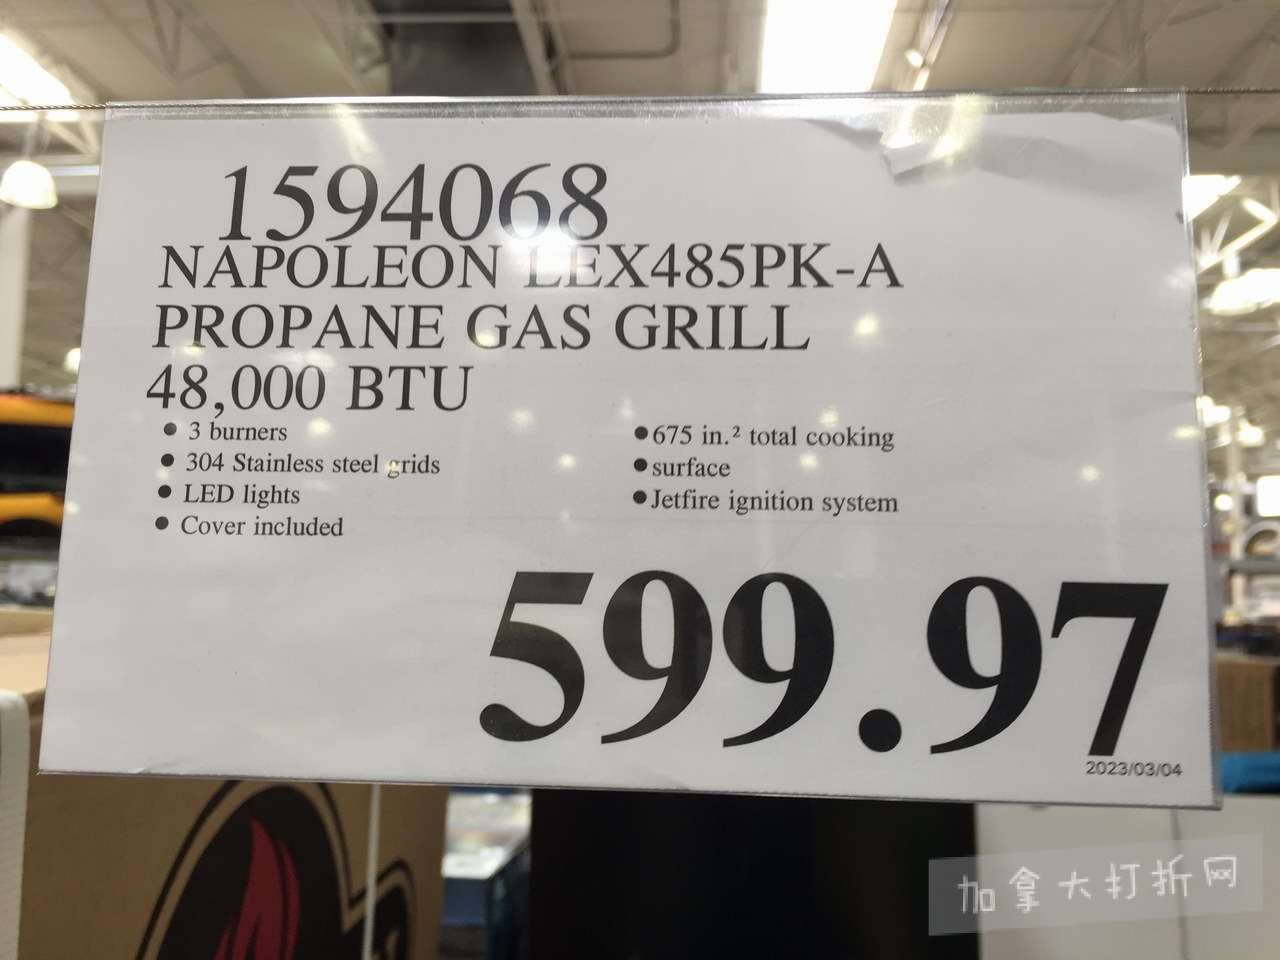 1594068
NAPOLEON LEX485PK-A
PROPANE GAS GRILL
48,000 BTU
• 3 burners
• 304 Stainless steel grids
• LED lights
• Cover included
•675 in.² total cooking
•surface
•Jetfire ignition system
599.97
2023/03/04
加拿大打折网